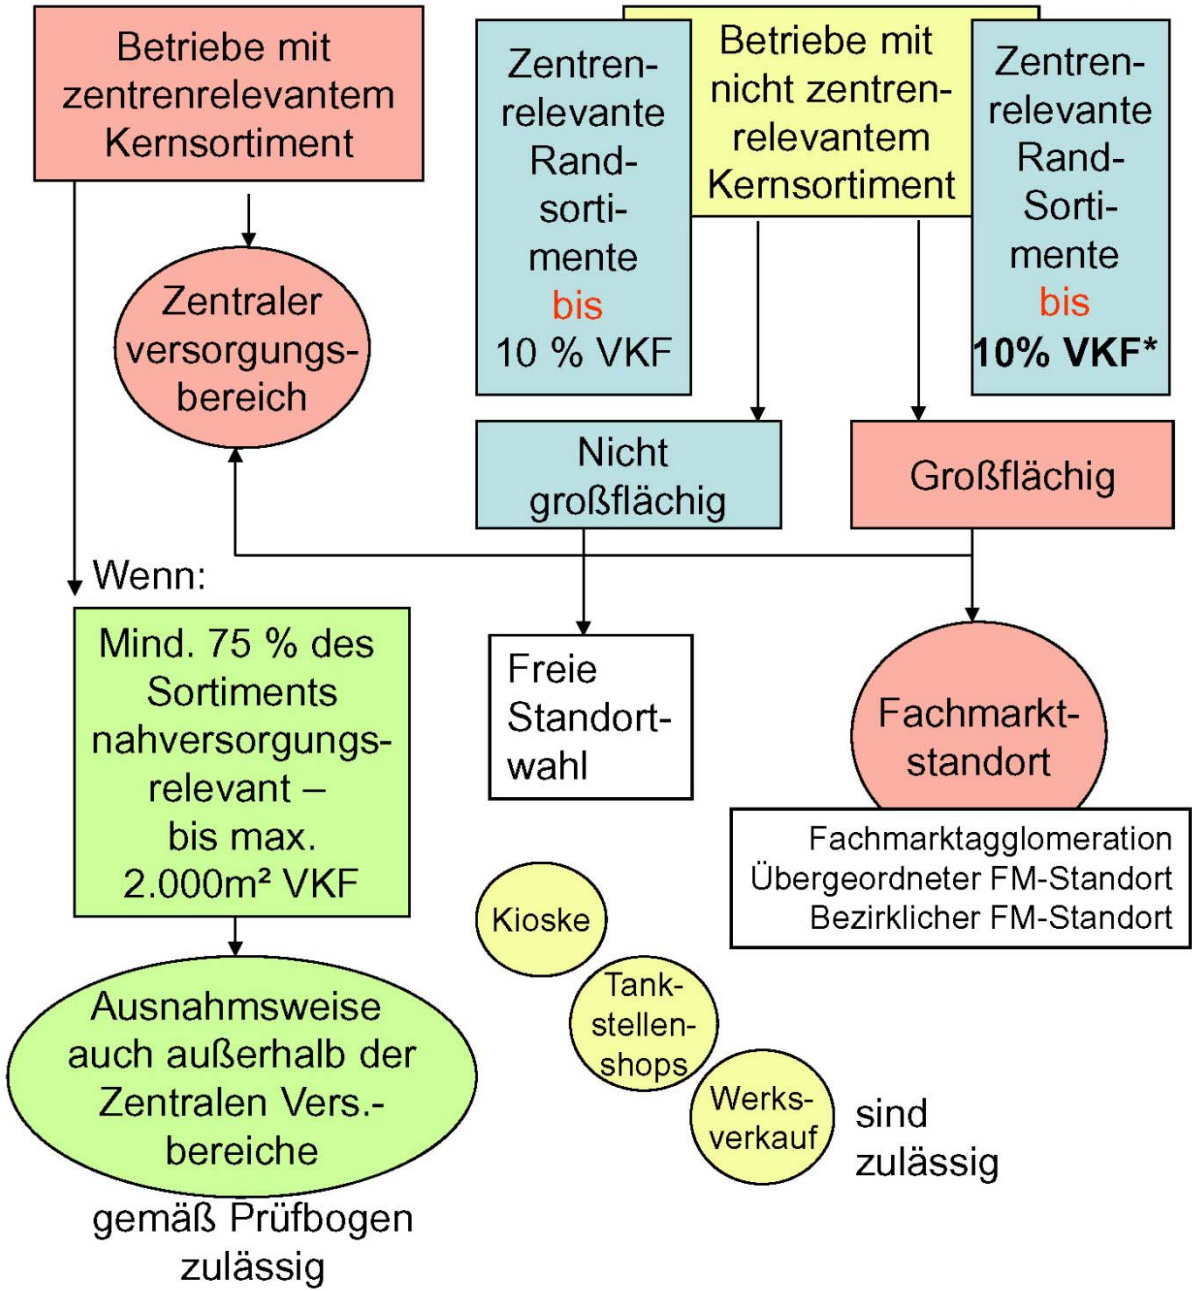 Betriebe mit
zentrenrelevantem
Kernsortiment
Zentren-
relevante
Rand-
sorti-
mente
bis
10 % VKF
Betriebe mit
nicht zentren-
relevantem
Kernsortiment
Zentren-
relevante
Rand-
Sorti-
mente
bis
10% VKF*
Zentraler
versorgungs-
bereich
Nicht
großflächig
Großflächig
Wenn:
Mind. 75 % des
Sortiments
nahversorgungs-
relevant –
bis max.
2.000m² VKF
Freie
Standort-
wahl
Fachmarkt-
standort
Fachmarktagglomeration
Übergeordneter FM-Standort
Bezirklicher FM-Standort
Kioske
Tank-
stellen-
shops
Werks-
verkauf
sind
zulässig
Ausnahmsweise
auch außerhalb der
Zentralen Vers.-
bereiche
gemäß Prüfbogen
zulässig